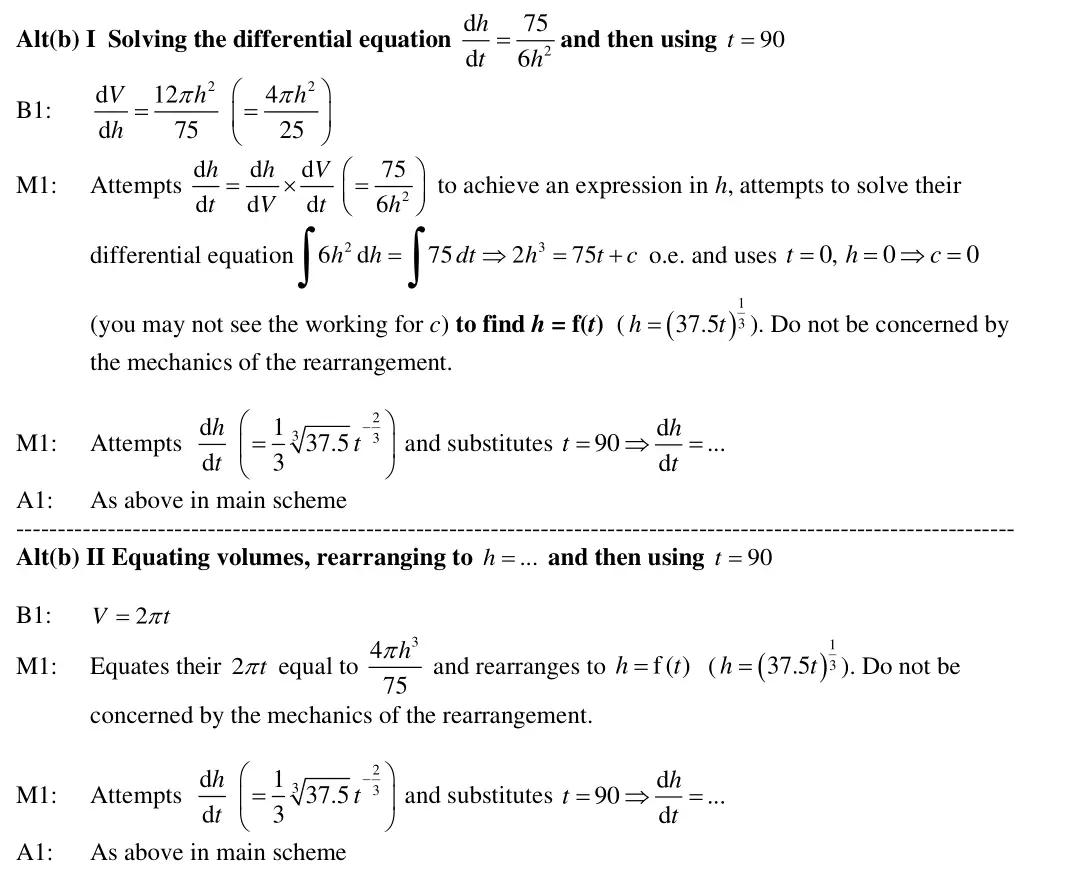 Alt(b) I Solving the differential equation dh/dt = 75/6h² and then using t = 90
B1: dV/dh = 12πh²/75 (= 4πh²/25)
M1: Attempts dh/dt = dh/dV × dV/dt (= 75/6h²) to achieve an expression in h, attempts to solve their
differential equation ∫6h² dh = ∫75 dt ⇒ 2h³ = 75t + c o.e. and uses t = 0, h = 0 ⇒ c = 0
(you may not see the working for c) to find h = f(t) (h = (37.5t)^(1/3)). Do not be concerned by
the mechanics of the rearrangement.
M1: Attempts dh/dt (= 1/3 ∛37.5 t^(-2/3)) and substitutes t = 90 ⇒ dh/dt = ...
A1: As above in main scheme
--------------------------------------------------------------------------------
Alt(b) II Equating volumes, rearranging to h = ... and then using t = 90
B1: V = 2πt
M1: Equates their 2πt equal to 4πh³/75 and rearranges to h = f(t) (h = (37.5t)^(1/3)). Do not be
concerned by the mechanics of the rearrangement.
M1: Attempts dh/dt (= 1/3 ∛37.5 t^(-2/3)) and substitutes t = 90 ⇒ dh/dt = ...
A1: As above in main scheme